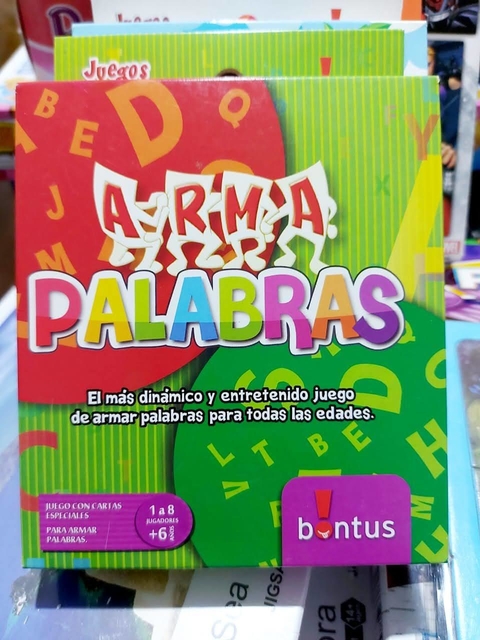 Juegos
ARMA
PALABRAS
El más dinámico y entretenido juego
de armar palabras para todas las edades.
JUEGO CON CARTAS
ESPECIALES
PARA ARMAR
PALABRAS.
1 a 8
JUGADORES
+6 AÑOS
bontus